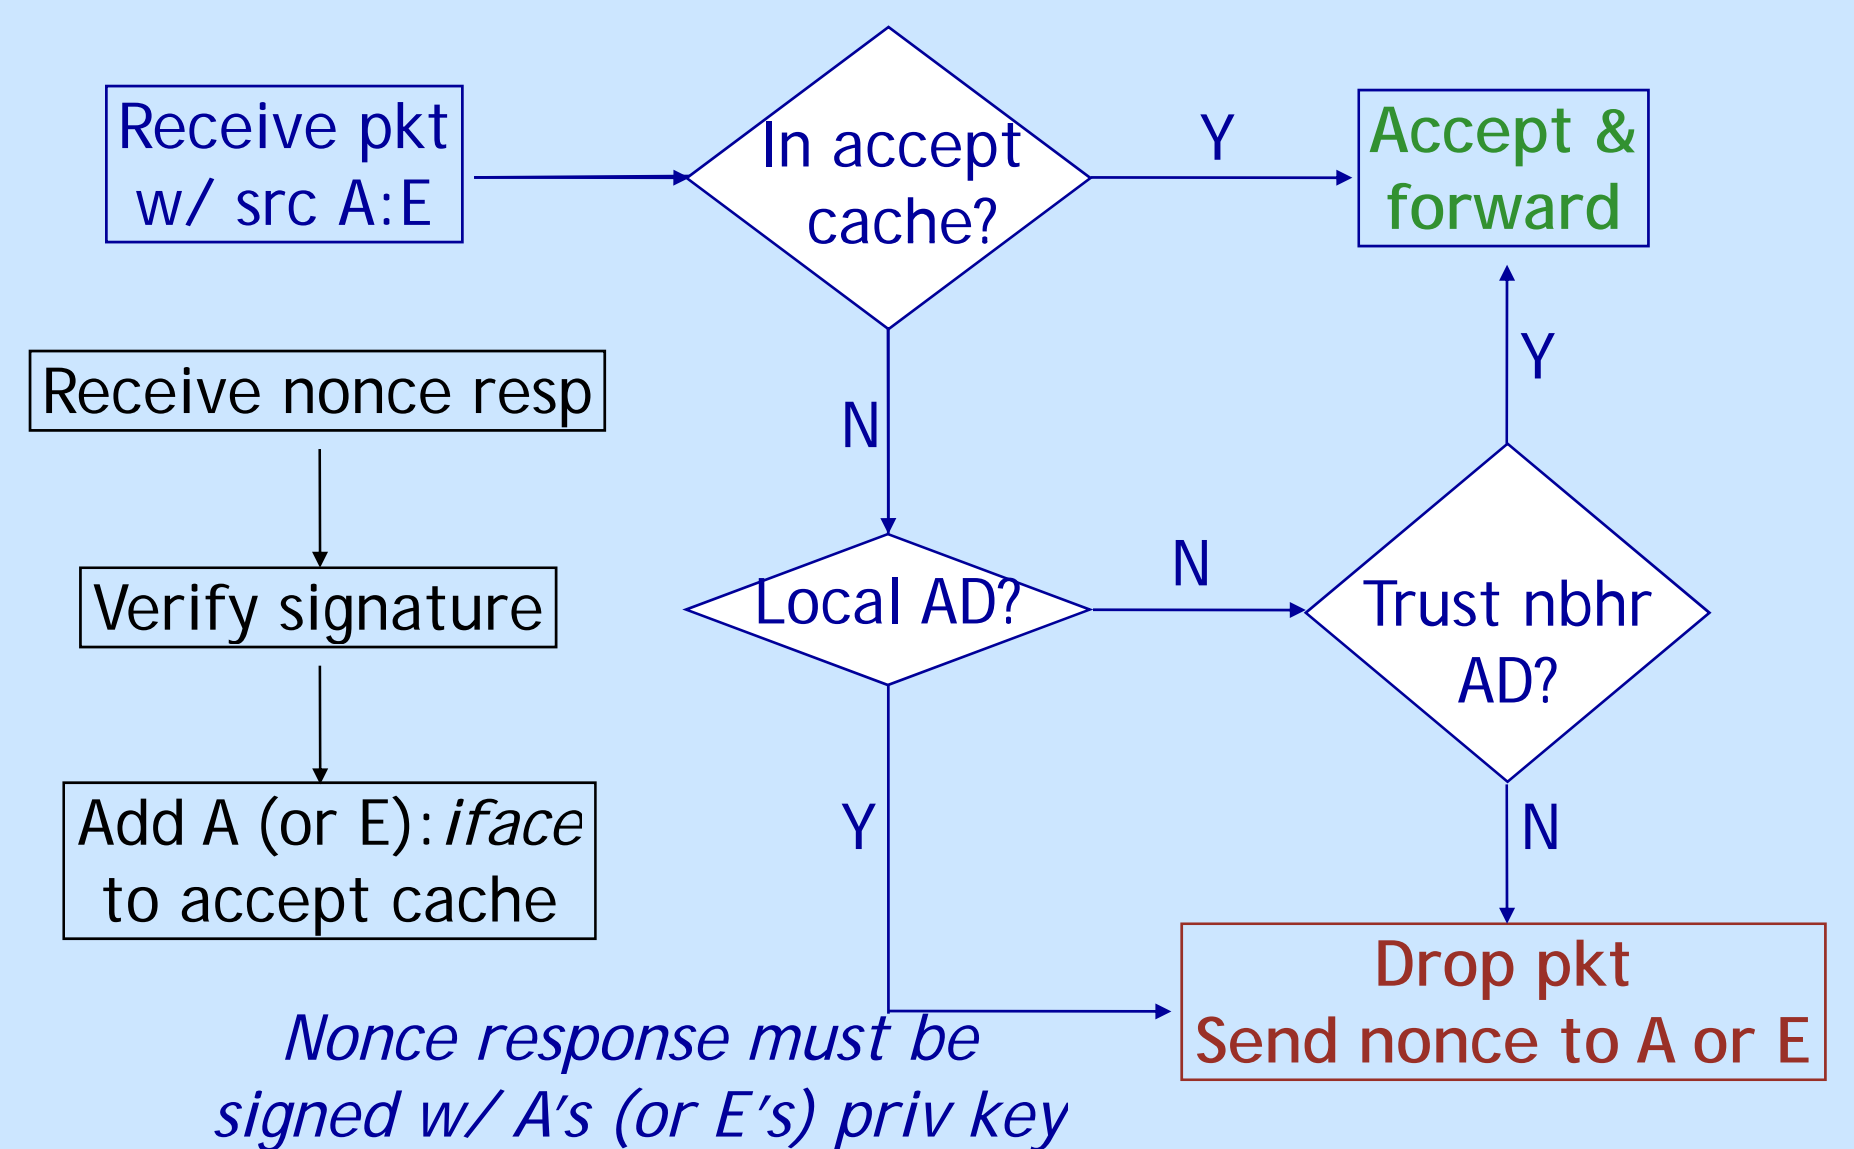 Receive pkt
w/ src A:E
In accept
cache?
Y
Accept &
forward
Receive nonce resp
N
Y
Verify signature
Local AD?
N
Trust nbhr
AD?
Add A (or E):iface
to accept cache
Y
N
Drop pkt
Send nonce to A or E
Nonce response must be
signed w/ A's (or E's) priv key